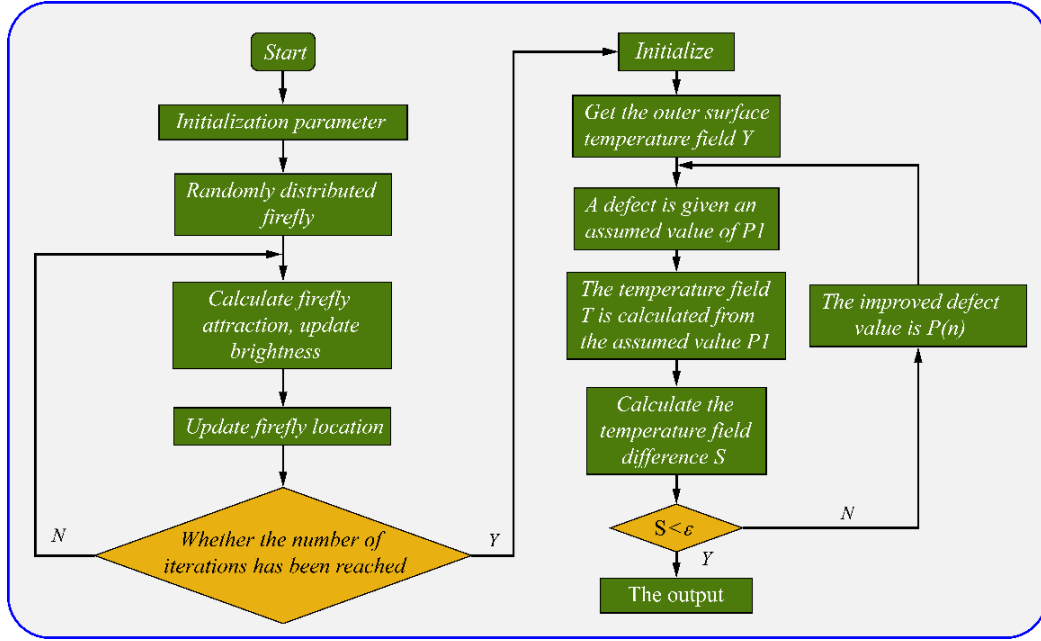 Start
Initialization parameter
Randomly distributed
firefly
Calculate firefly
attraction, update
brightness
Update firefly location
Whether the number of
iterations has been reached
N
Y
Initialize
Get the outer surface
temperature field Y
A defect is given an
assumed value of P1
The temperature field
T is calculated from
the assumed value P1
Calculate the
temperature field
difference S
S<ε
N
Y
The improved defect
value is P(n)
The output